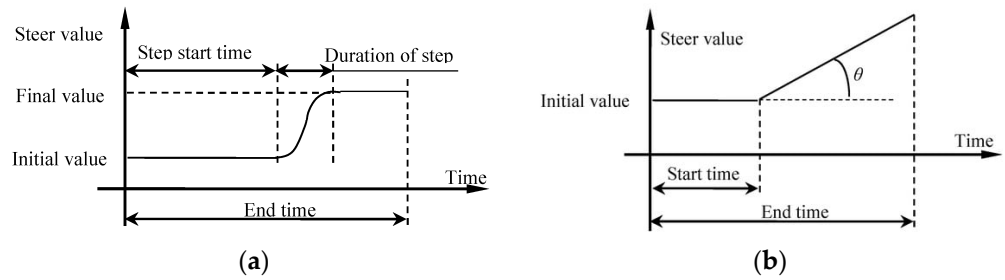 Steer value
Step start time
Duration of step
Final value
Initial value
Time
End time
(a)
Steer value
θ
Initial value
Time
Start time
End time
(b)